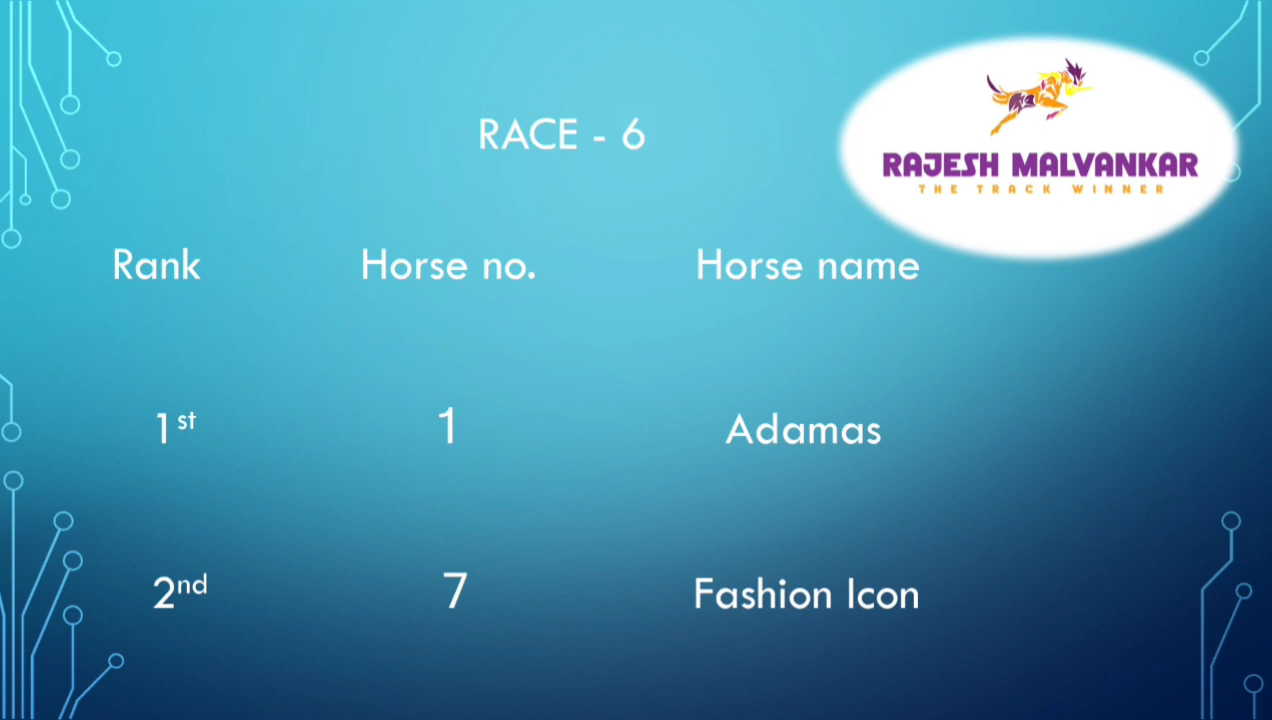 RACE - 6
RAJESH MALVANKAR
THE TRACK WINNER
Rank Horse no. Horse name
1st 1 Adamas
2nd 7 Fashion Icon